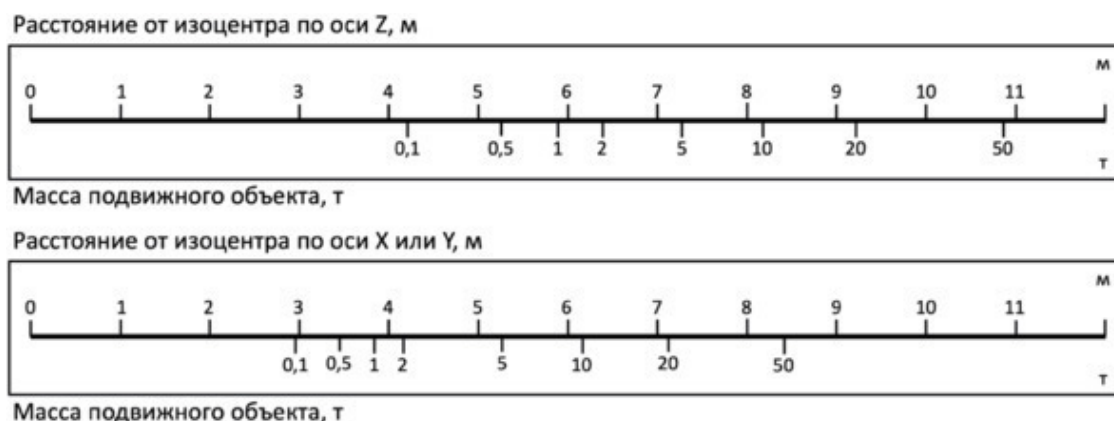 Расстояние от изоцентра по оси Z, м
м
0 1 2 3 4 5 6 7 8 9 10 11
0,1 0,5 1 2 5 10 20 50
т
Масса подвижного объекта, т
Расстояние от изоцентра по оси X или Y, м
м
0 1 2 3 4 5 6 7 8 9 10 11
0,1 0,5 1 2 5 10 20 50
т
Масса подвижного объекта, т